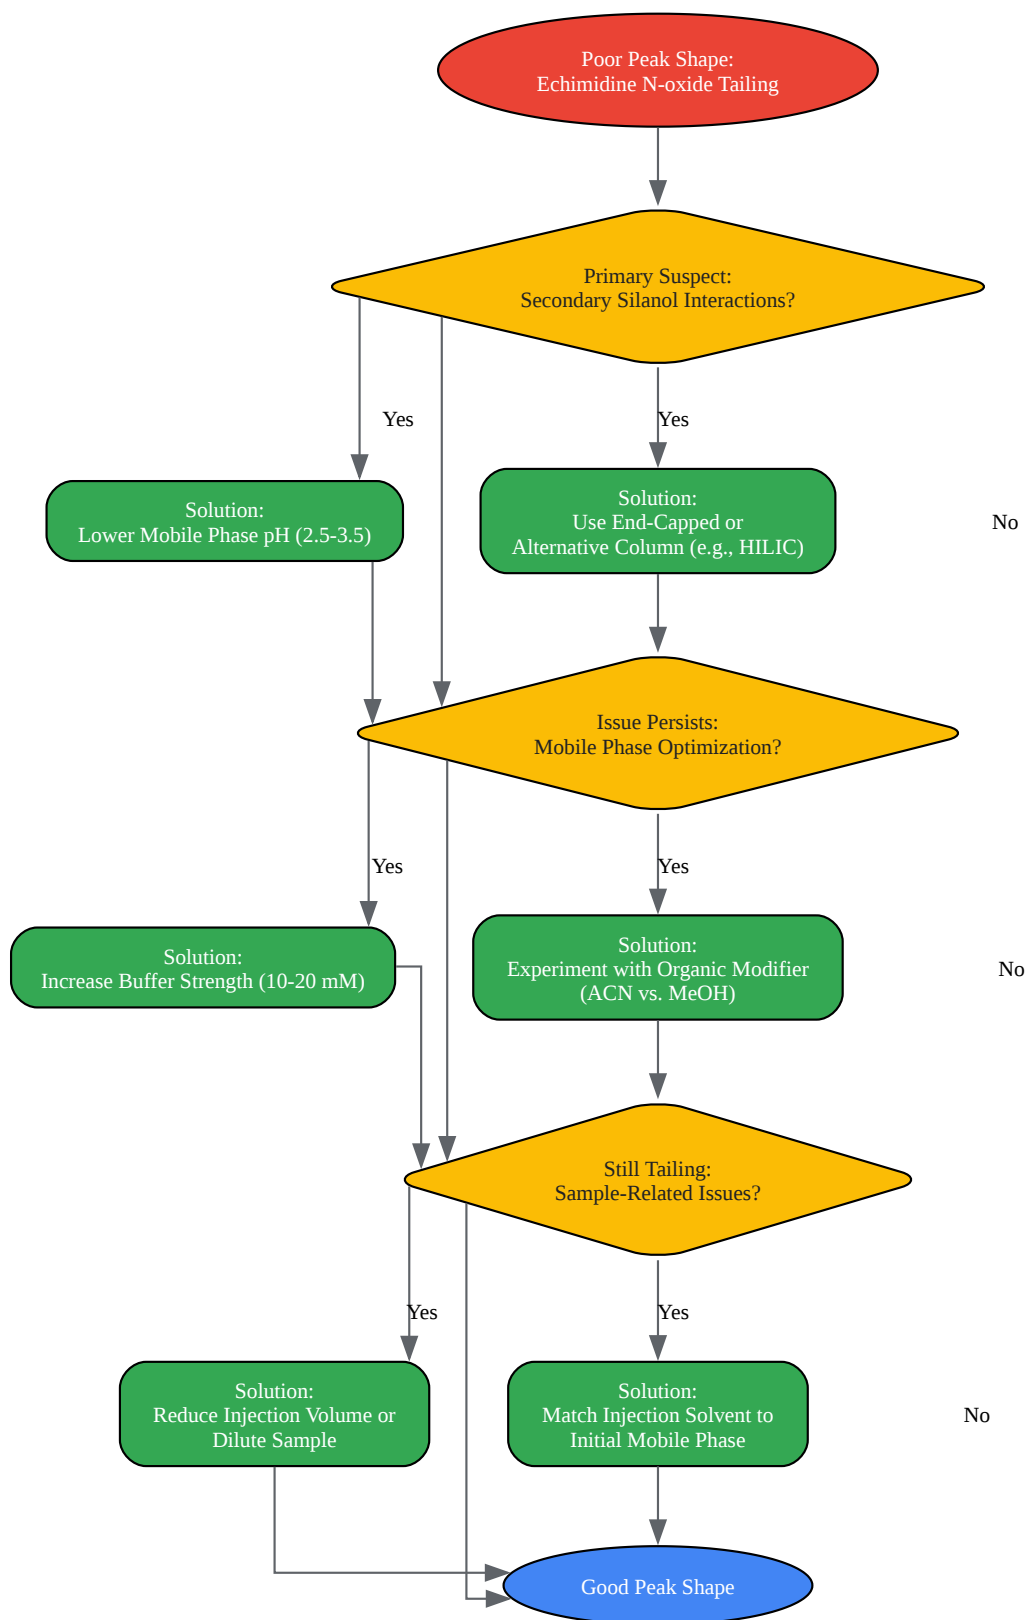 Poor Peak Shape:
Echimidine N-oxide Tailing
Primary Suspect:
Secondary Silanol Interactions?
Yes
Yes
Solution:
Lower Mobile Phase pH (2.5-3.5)
Solution:
Use End-Capped or
Alternative Column (e.g., HILIC)
No
Issue Persists:
Mobile Phase Optimization?
Yes
Yes
Solution:
Increase Buffer Strength (10-20 mM)
Solution:
Experiment with Organic Modifier
(ACN vs. MeOH)
No
Still Tailing:
Sample-Related Issues?
Yes
Yes
Solution:
Reduce Injection Volume or
Dilute Sample
Solution:
Match Injection Solvent to
Initial Mobile Phase
No
Good Peak Shape